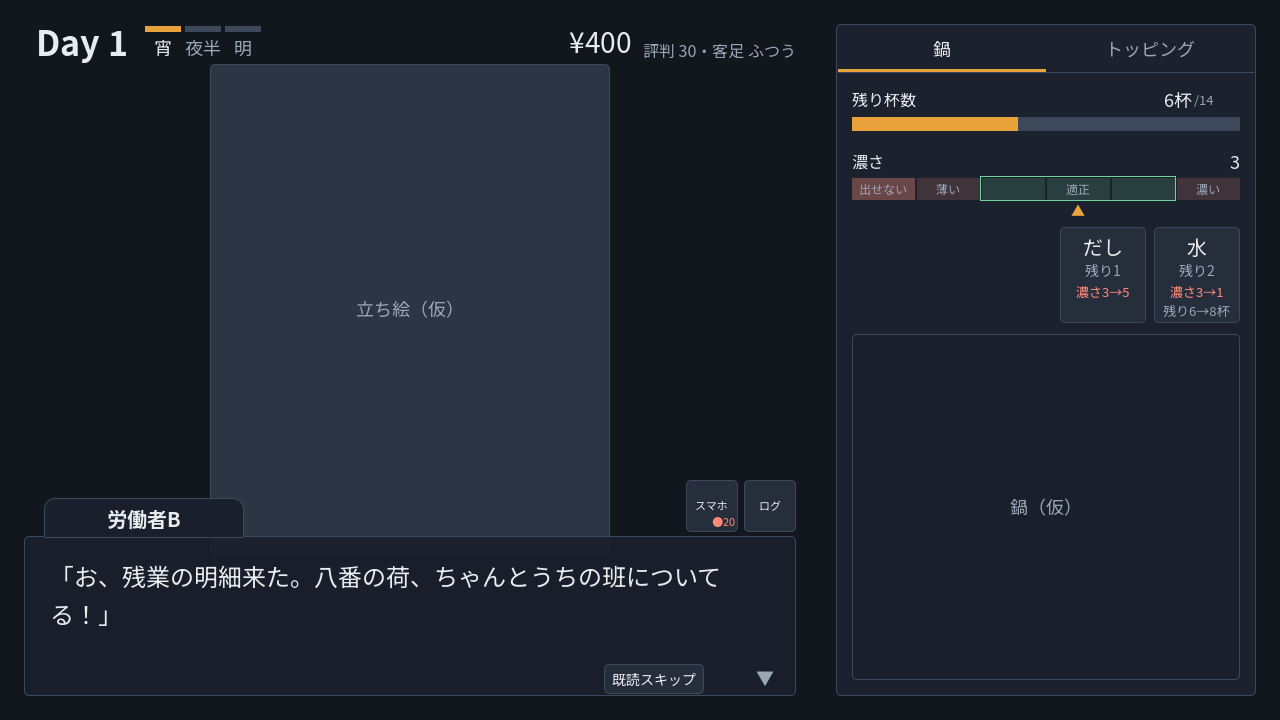 Day 1
宵 夜半 明
¥400 評判 30・客足 ふつう
立ち絵（仮）
スマホ
20
ログ
労働者B
「お、残業の明細来た。八番の荷、ちゃんとうちの班について
る！」
既読スキップ
▼
鍋 トッピング
残り杯数 6杯/14
濃さ 3
出せない 薄い 適正 濃い
だし
残り1
濃さ3→5
水
残り2
濃さ3→1
残り6→8杯
鍋（仮）